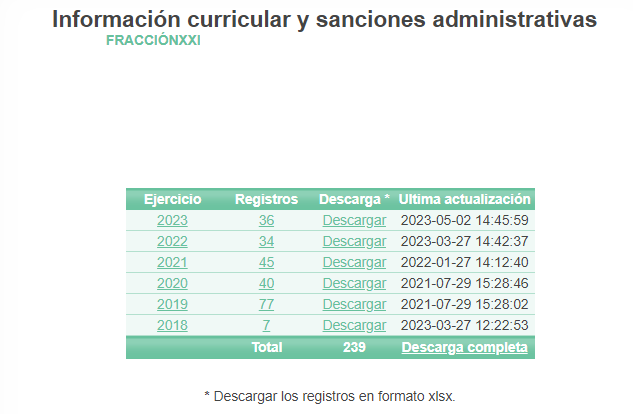 Información curricular y sanciones administrativas
FRACCIÓNXXI
Ejercicio Registros Descarga * Ultima actualización
2023 36 Descargar 2023-05-02 14:45:59
2022 34 Descargar 2023-03-27 14:42:37
2021 45 Descargar 2022-01-27 14:12:40
2020 40 Descargar 2021-07-29 15:28:46
2019 77 Descargar 2021-07-29 15:28:02
2018 7 Descargar 2023-03-27 12:22:53
Total 239 Descarga completa
* Descargar los registros en formato xlsx.